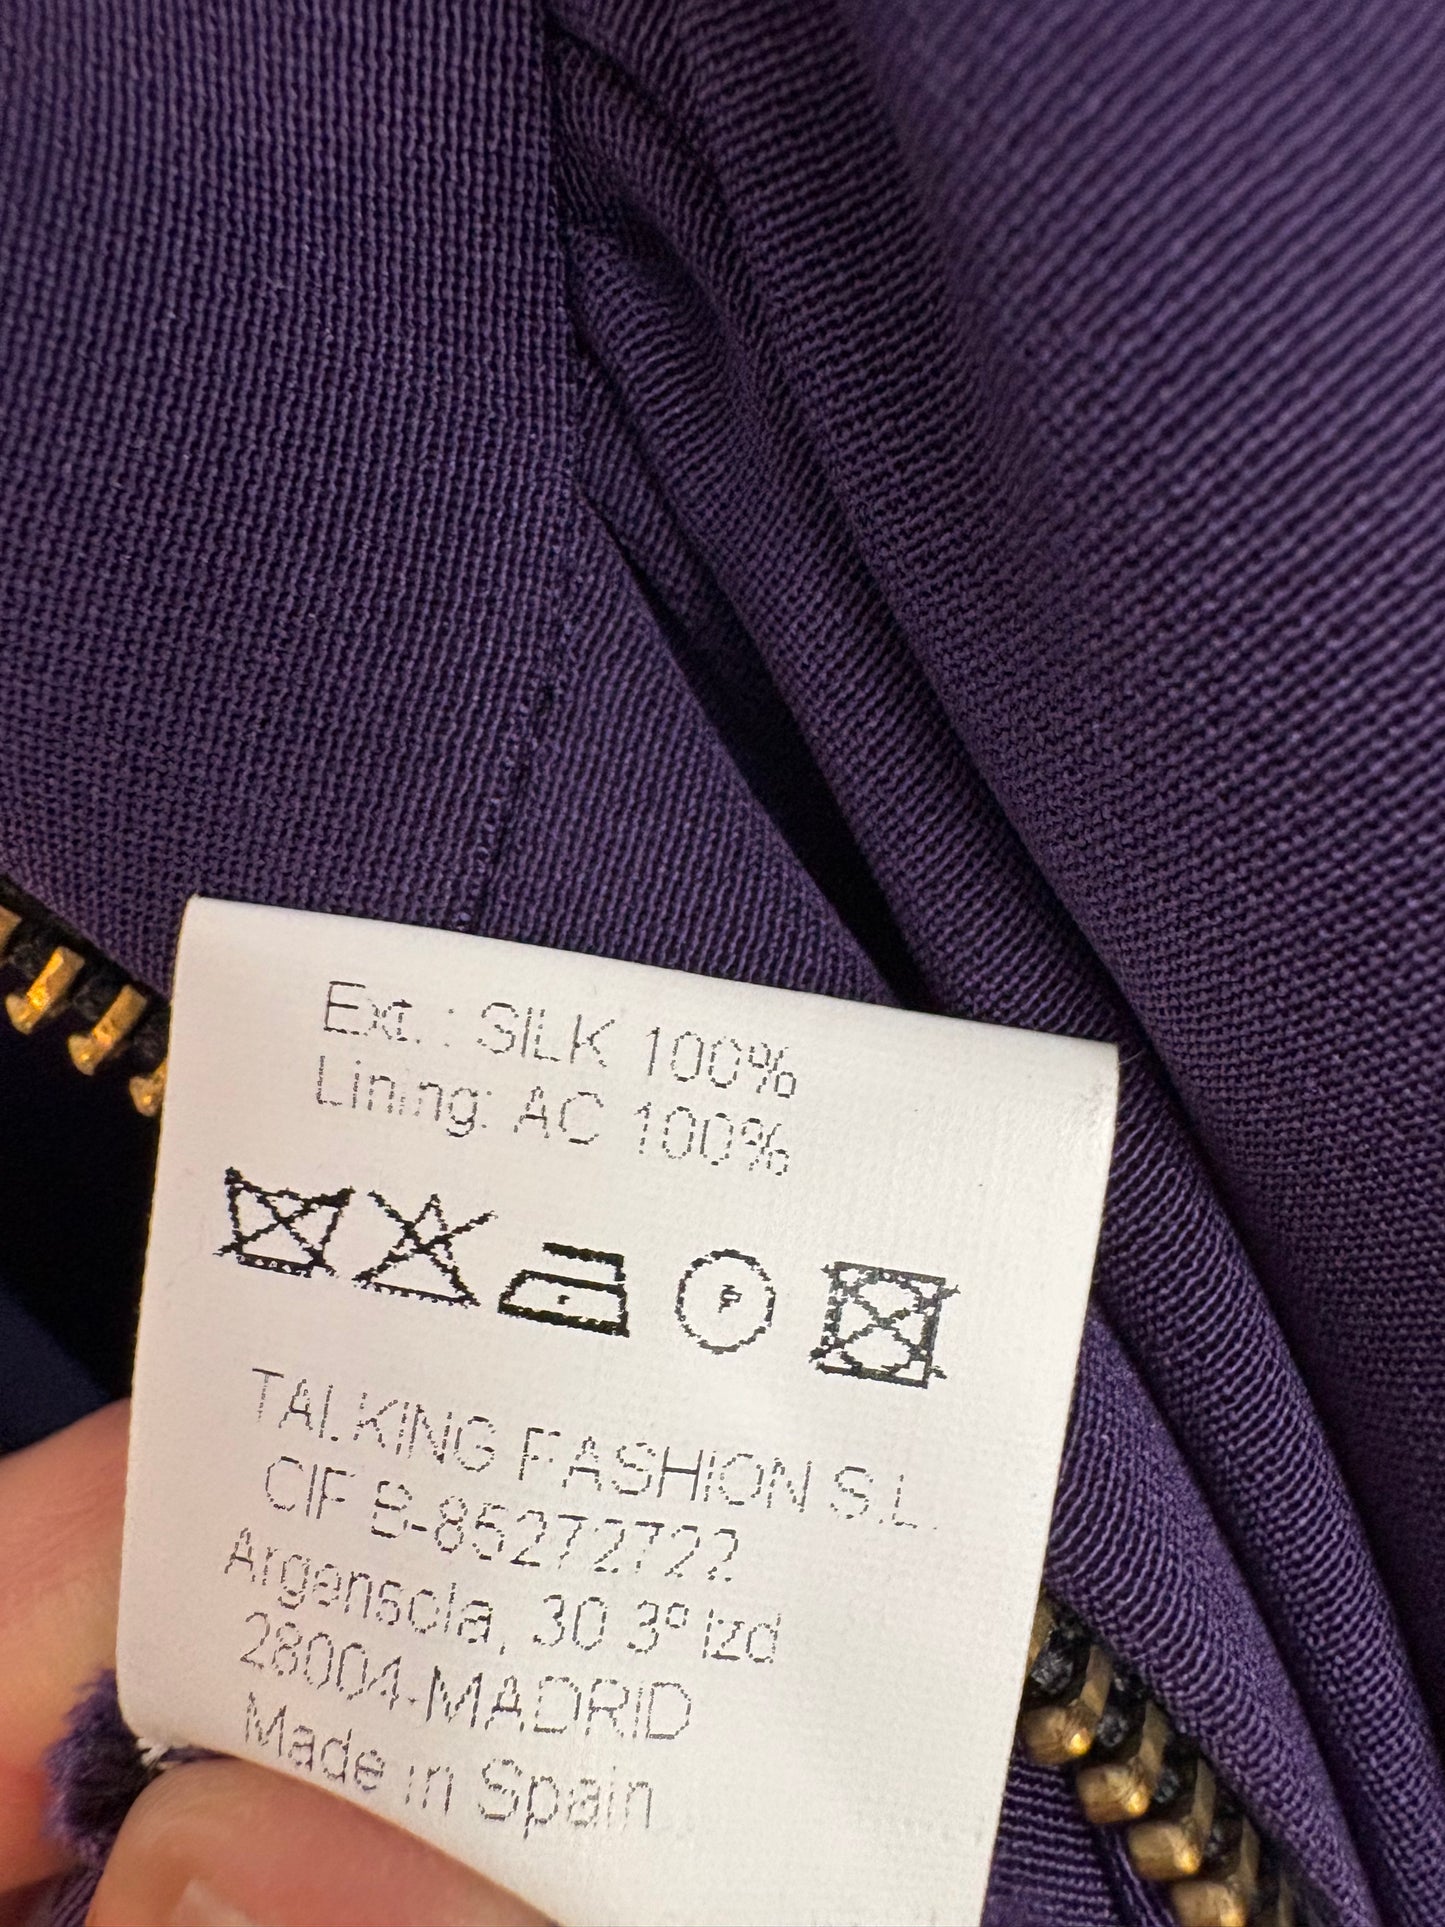 Ext.: SILK 100%
Lining: AC 100%
P
TALKING FASHION S.L.
CIF B-85272722
Argensola, 30 3º Izd
28004-MADRID
Made in Spain